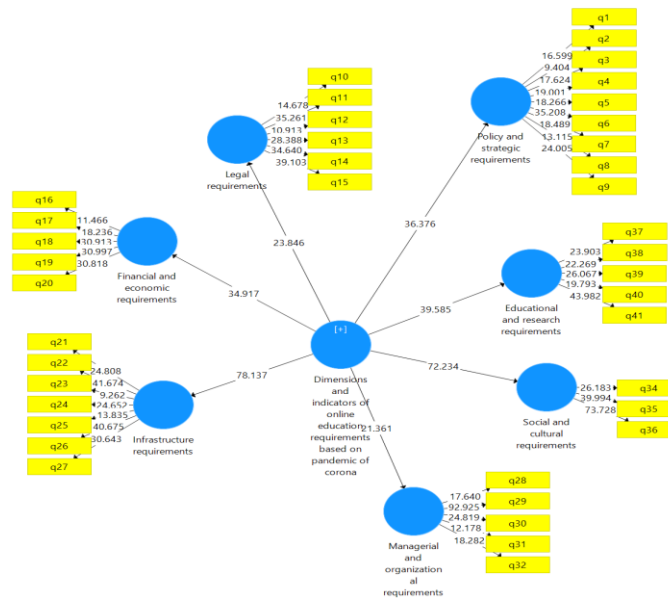 q1
q2
q3
q4
q5
q6
q7
q8
q9
16.599
9.404
17.624
19.001
18.266
35.208
18.489
13.115
24.005
Policy and
strategic
requirements
q10
q11
q12
q13
q14
q15
14.678
35.261
10.913
28.388
34.640
39.103
Legal
requirements
q16
q17
q18
q19
q20
11.466
18.236
30.913
30.997
30.818
Financial and
economic
requirements
36.376
23.846
34.917
39.585
78.137
72.234
21.361
q37
q38
q39
q40
q41
23.903
22.269
26.067
19.793
43.982
Educational
and research
requirements
[+]
Dimensions
and
indicators of
online
education
requirements
based on
pandemic of
corona
q21
q22
q23
q24
q25
q26
q27
24.808
41.674
9.262
24.652
13.835
40.675
30.643
Infrastructure
requirements
q34
q35
q36
26.183
39.994
73.728
Social and
cultural
requirements
q28
q29
q30
q31
q32
17.640
92.925
24.819
12.178
18.282
Managerial
and
organization
al
requirements